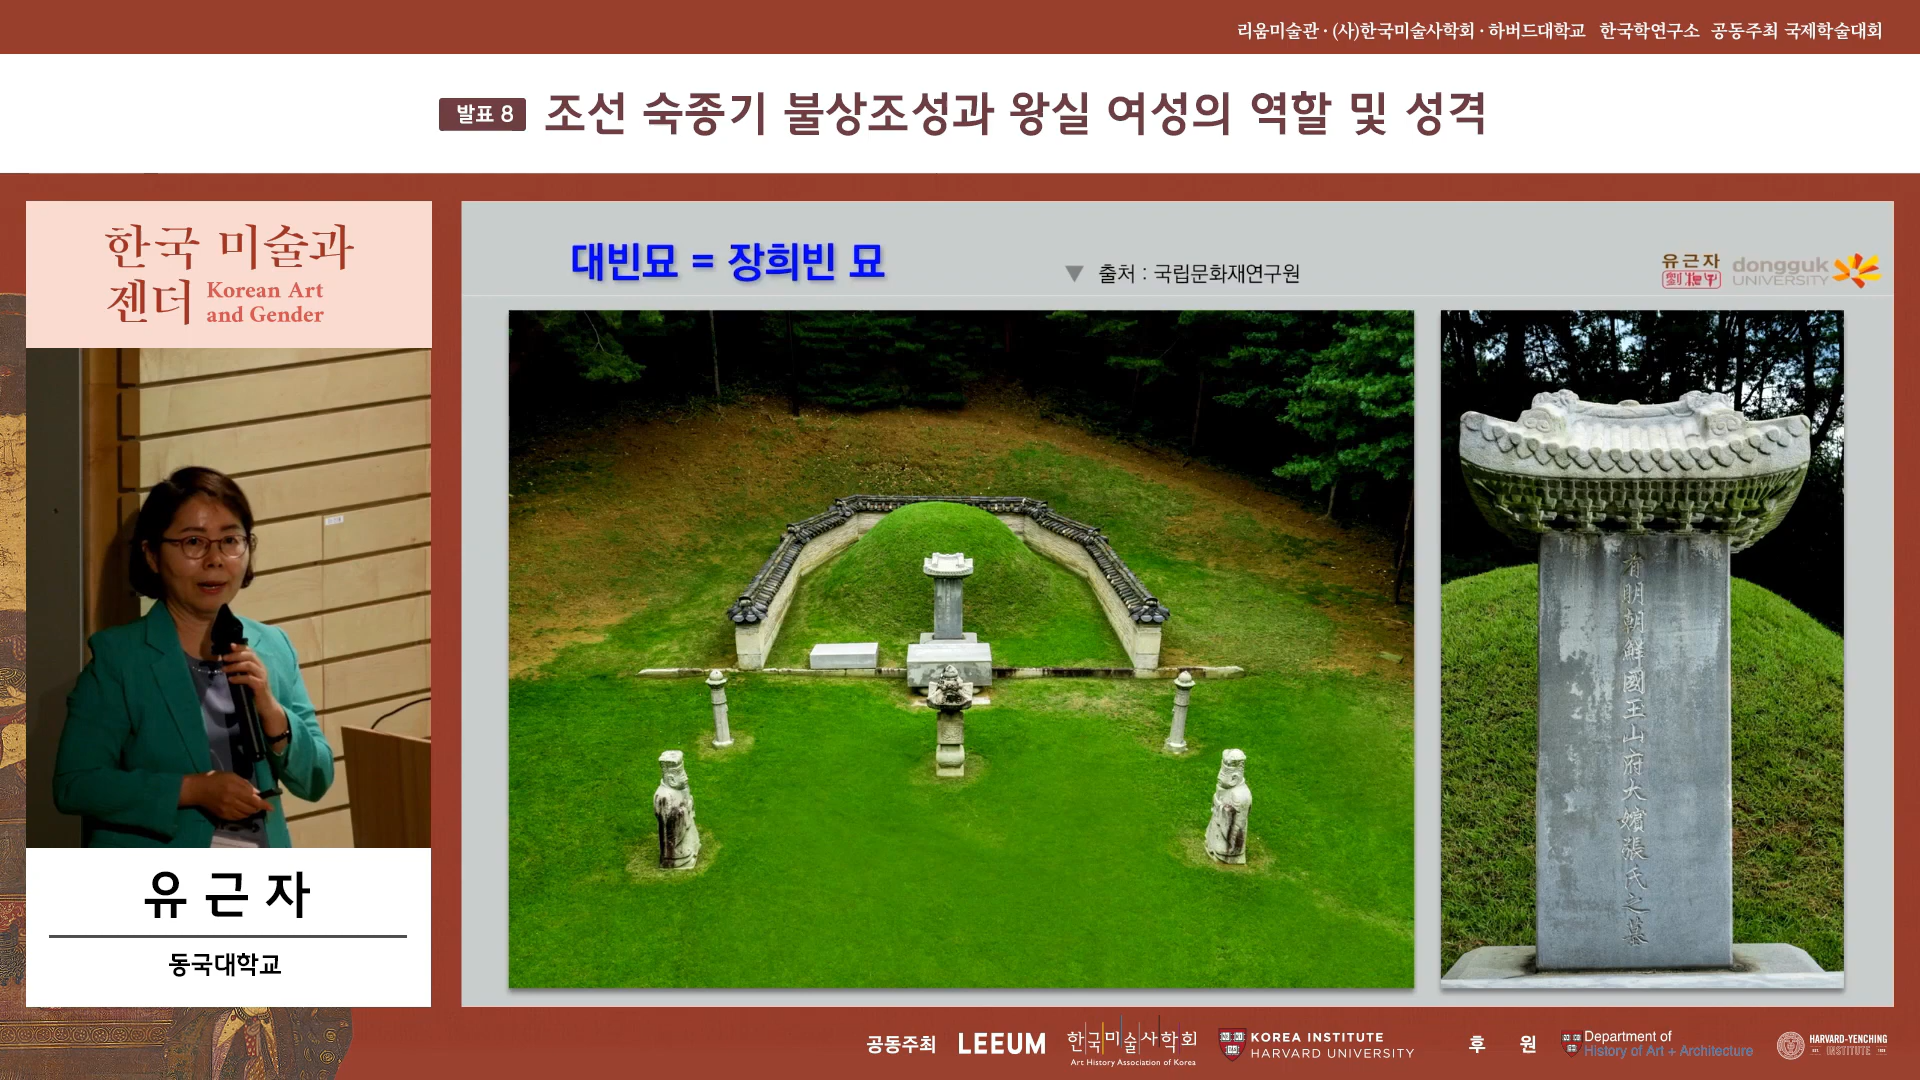 리움미술관 · (사)한국미술사학회 · 하버드대학교 한국학연구소 공동주최 국제학술대회
발표 8 조선 숙종기 불상조성과 왕실 여성의 역할 및 성격
한국 미술과
젠더 Korean Art
and Gender
대빈묘 = 장희빈 묘
▼ 출처 : 국립문화재연구원
유근자
dongguk
UNIVERSITY
有明朝鮮國王山府大嬪張氏之墓
유근자
동국대학교
공동주최 LEEUM 한국미술사학회
Art History Association of Korea
KOREA INSTITUTE
HARVARD UNIVERSITY
후 원
Department of
History of Art + Architecture
HARVARD-YENCHING
INSTITUTE